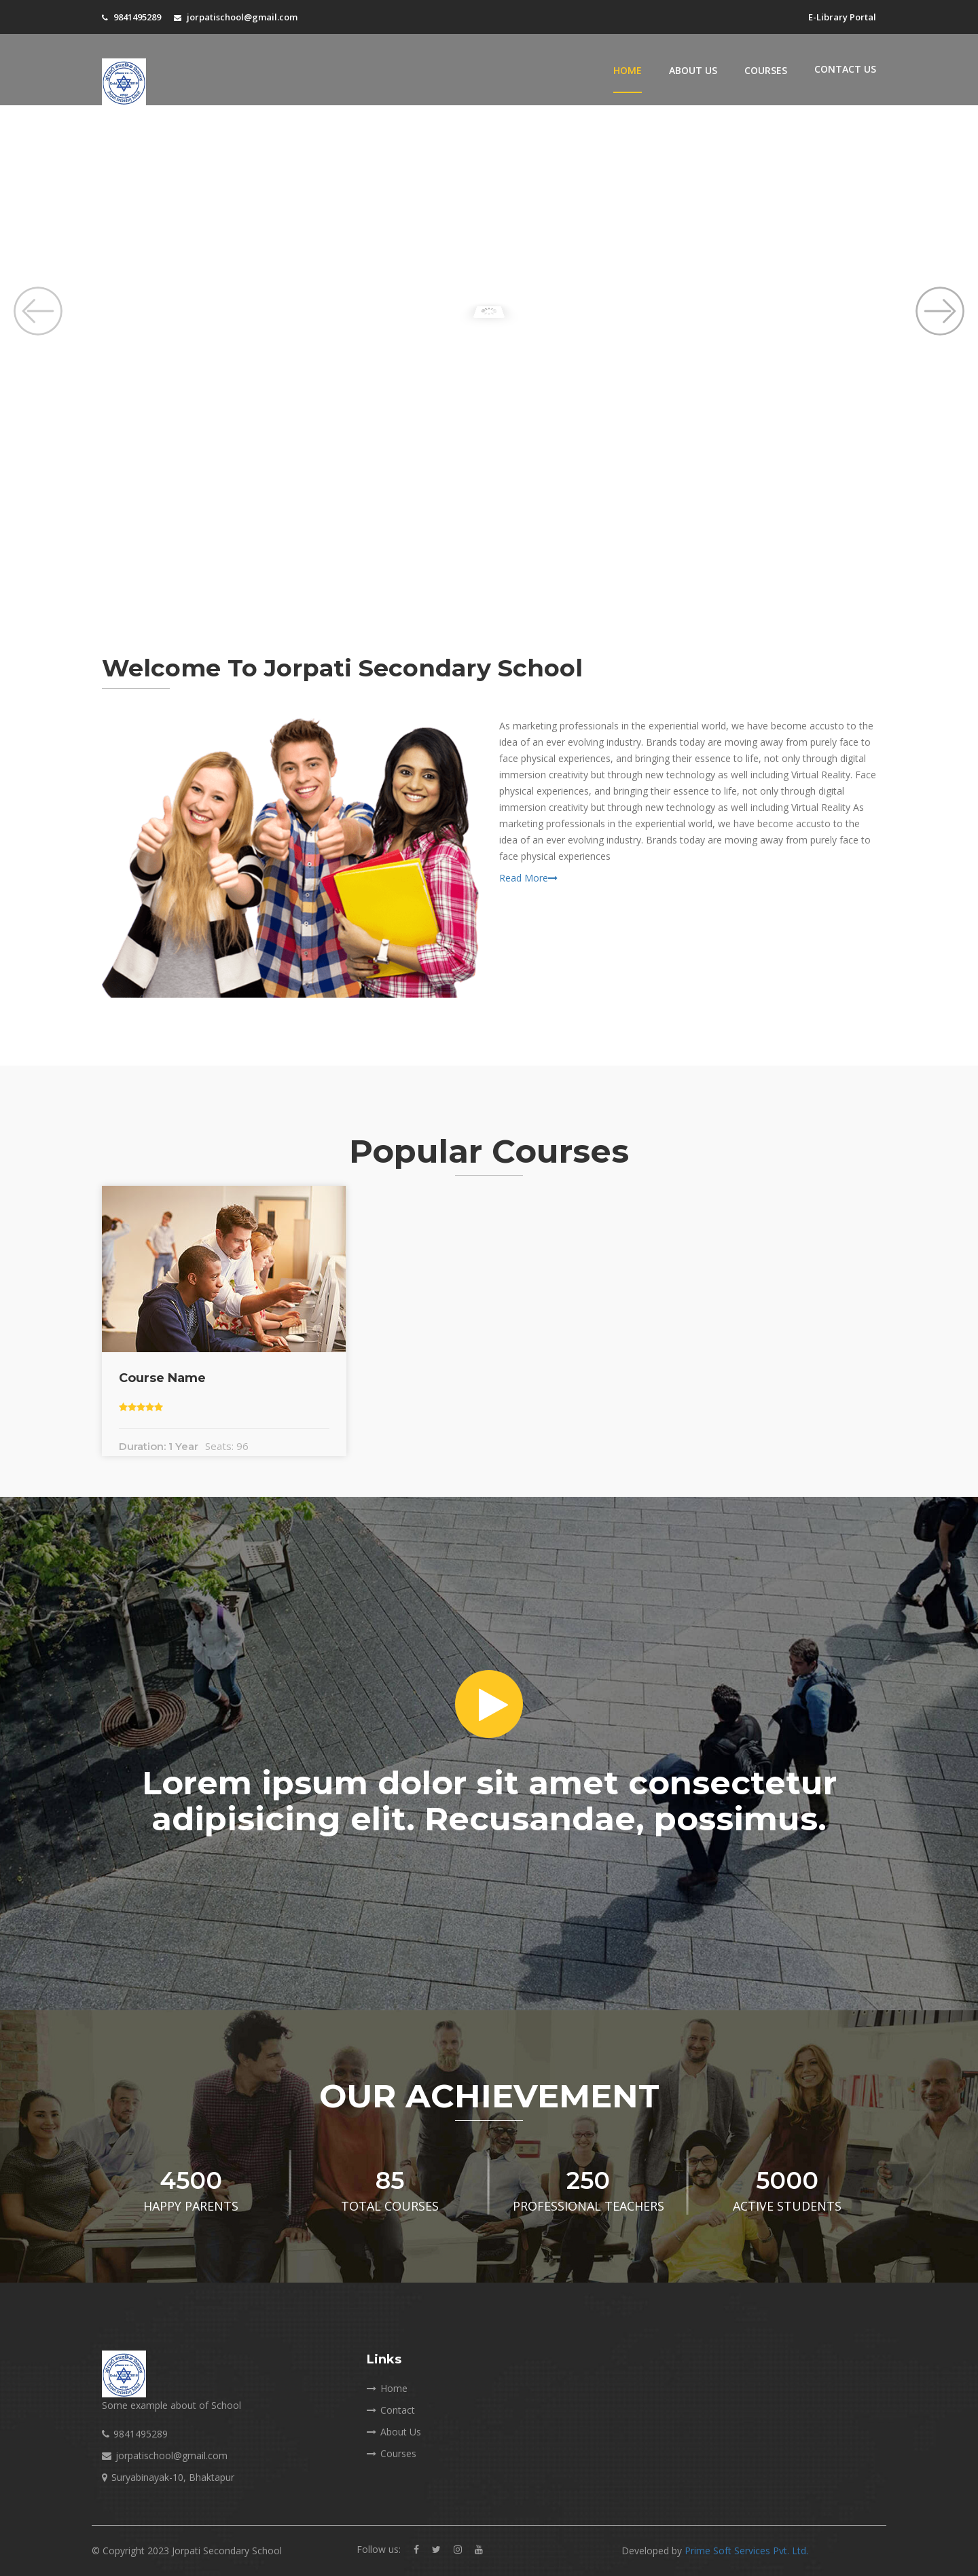 9841495289 jorpatischool@gmail.com E-Library Portal
HOME ABOUT US COURSES CONTACT US
Welcome To Jorpati Secondary School
As marketing professionals in the experiential world, we have become accusto to the
idea of an ever evolving industry. Brands today are moving away from purely face to
face physical experiences, and bringing their essence to life, not only through digital
immersion creativity but through new technology as well including Virtual Reality. Face
physical experiences, and bringing their essence to life, not only through digital
immersion creativity but through new technology as well including Virtual Reality As
marketing professionals in the experiential world, we have become accusto to the
idea of an ever evolving industry. Brands today are moving away from purely face to
face physical experiences
Read More
Popular Courses
Course Name
Duration: 1 Year Seats: 96
Lorem ipsum dolor sit amet consectetur
adipisicing elit. Recusandae, possimus.
OUR ACHIEVEMENT
4500 85 250 5000
HAPPY PARENTS TOTAL COURSES PROFESSIONAL TEACHERS ACTIVE STUDENTS
Some example about of School
9841495289
jorpatischool@gmail.com
Suryabinayak-10, Bhaktapur
Links
Home
Contact
About Us
Courses
© Copyright 2023 Jorpati Secondary School Follow us: Developed by Prime Soft Services Pvt. Ltd.